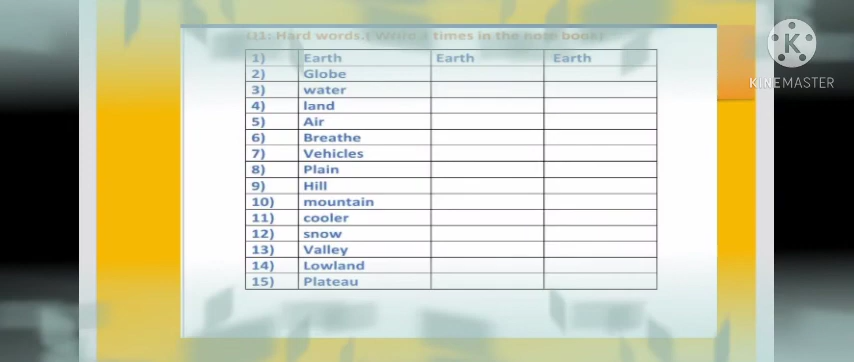 Hard words.( Write 3 times in the note book)
KINEMASTER
1) Earth Earth Earth
2) Globe
3) water
4) land
5) Air
6) Breathe
7) Vehicles
8) Plain
9) Hill
10) mountain
11) cooler
12) snow
13) Valley
14) Lowland
15) Plateau